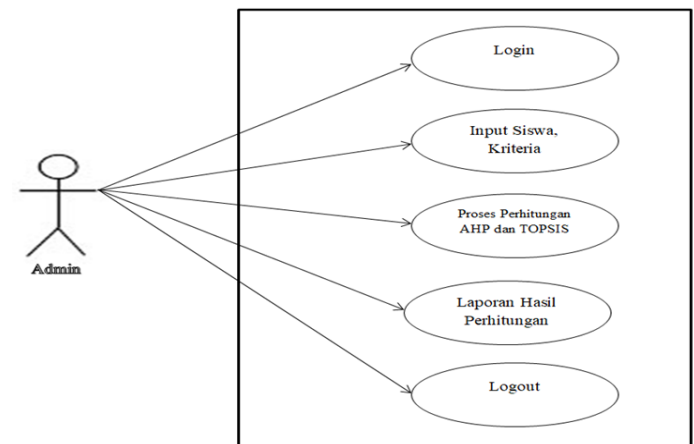 Login
Input Siswa,
Kriteria
Proses Perhitungan
AHP dan TOPSIS
Admin
Laporan Hasil
Perhitungan
Logout